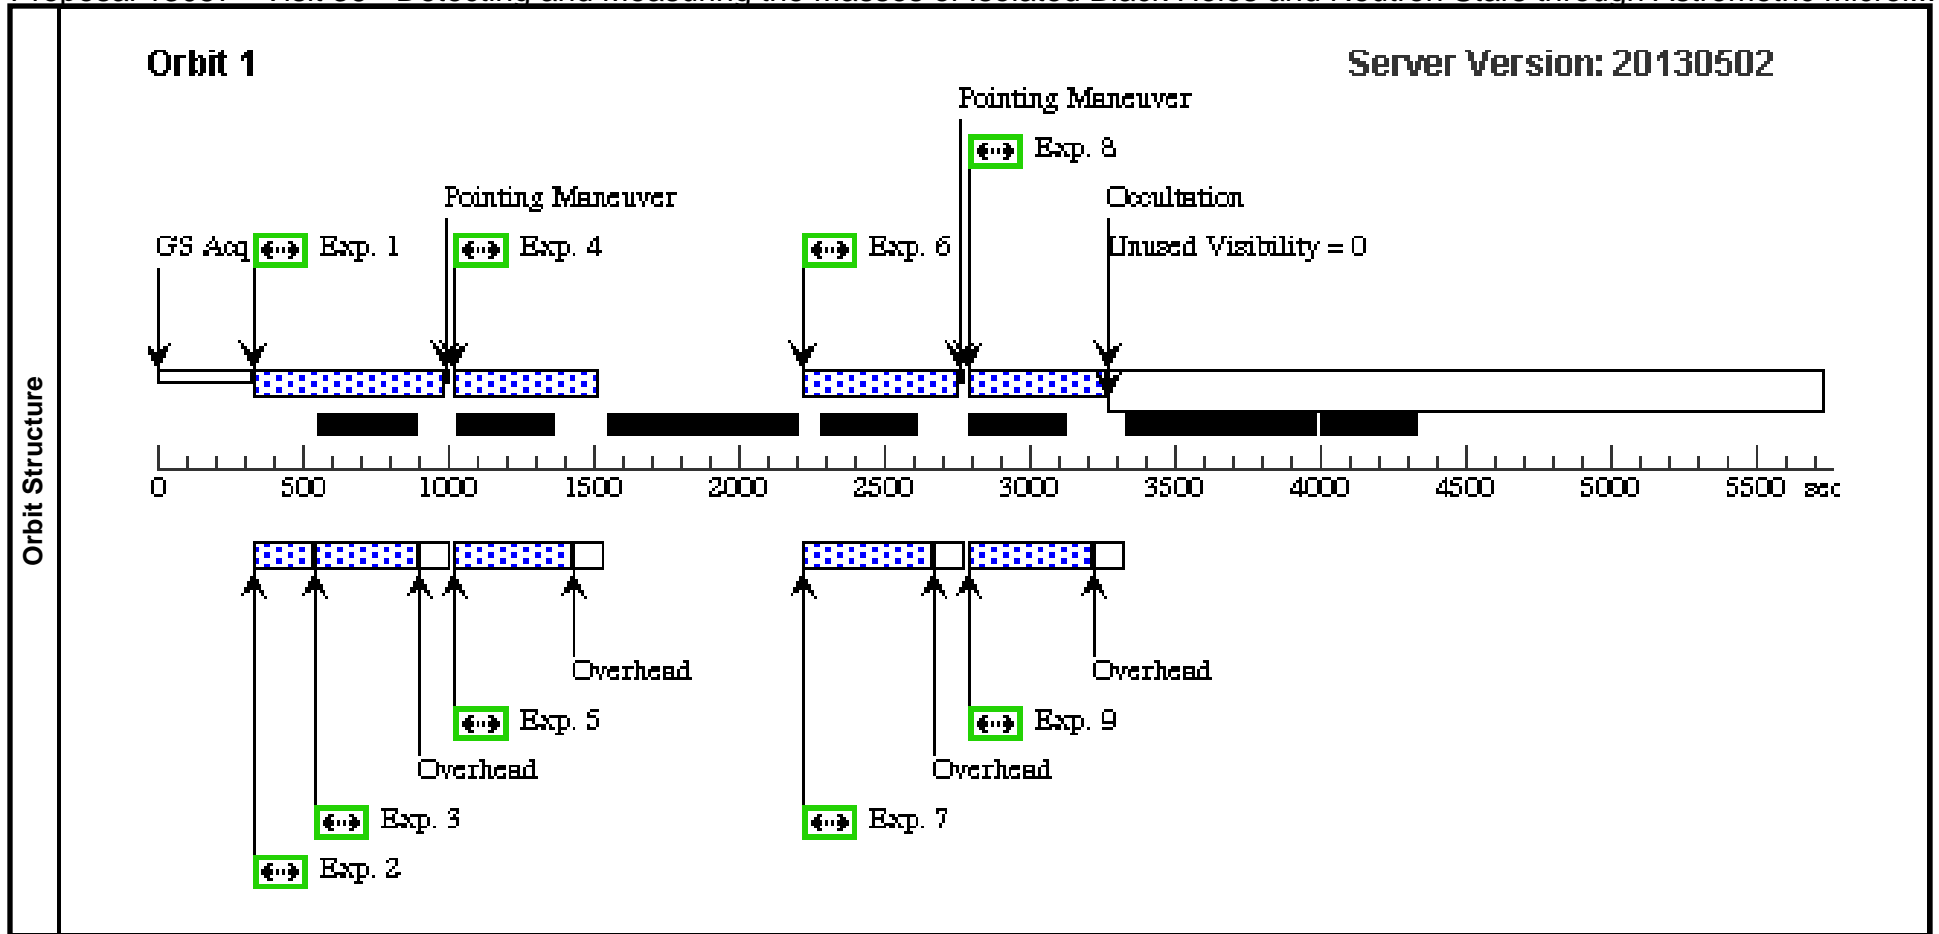 Orbit Structure
Orbit 1
Server Version: 20130502
Pointing Maneuver
Exp. 8
Pointing Maneuver
Occultation
GS Acq
Exp. 1
Exp. 4
Exp. 6
Unused Visibility = 0
0 500 1000 1500 2000 2500 3000 3500 4000 4500 5000 5500 sec
Overhead
Overhead
Exp. 5
Exp. 9
Overhead
Overhead
Exp. 3
Exp. 7
Exp. 2